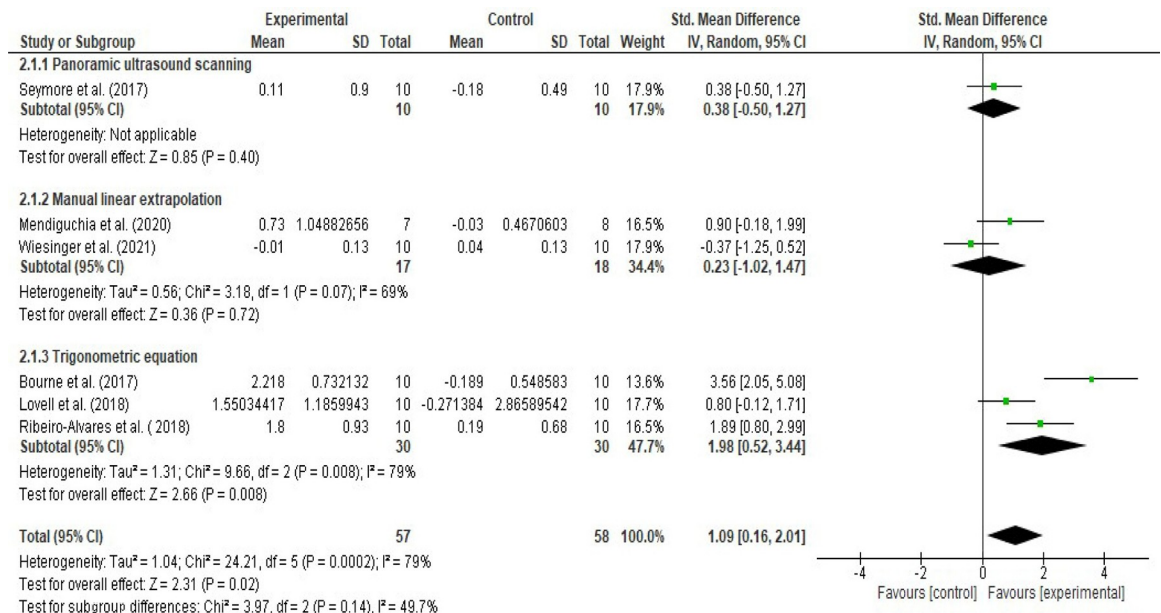 Experimental Control Std. Mean Difference Std. Mean Difference
Study or Subgroup Mean SD Total Mean SD Total Weight IV, Random, 95% CI IV, Random, 95% CI
2.1.1 Panoramic ultrasound scanning
Seymore et al. (2017) 0.11 0.9 10 -0.18 0.49 10 17.9% 0.38 [-0.50, 1.27]
Subtotal (95% CI) 10 10 17.9% 0.38 [-0.50, 1.27]
Heterogeneity: Not applicable
Test for overall effect: Z = 0.85 (P = 0.40)
2.1.2 Manual linear extrapolation
Mendiguchia et al. (2020) 0.73 1.04882656 7 -0.03 0.4670603 8 16.5% 0.90 [-0.18, 1.99]
Wiesinger et al. (2021) -0.01 0.13 10 0.04 0.13 10 17.9% -0.37 [-1.25, 0.52]
Subtotal (95% CI) 17 18 34.4% 0.23 [-1.02, 1.47]
Heterogeneity: Tau² = 0.56; Chi² = 3.18, df = 1 (P = 0.07); I² = 69%
Test for overall effect: Z = 0.36 (P = 0.72)
2.1.3 Trigonometric equation
Bourne et al. (2017) 2.218 0.732132 10 -0.189 0.548583 10 13.6% 3.56 [2.05, 5.08]
Lovell et al. (2018) 1.55034417 1.1859943 10 -0.271384 2.86589542 10 17.7% 0.80 [-0.12, 1.71]
Ribeiro-Alvares et al. ( 2018) 1.8 0.93 10 0.19 0.68 10 16.5% 1.89 [0.80, 2.99]
Subtotal (95% CI) 30 30 47.7% 1.98 [0.52, 3.44]
Heterogeneity: Tau² = 1.31; Chi² = 9.66, df = 2 (P = 0.008); I² = 79%
Test for overall effect: Z = 2.66 (P = 0.008)
Total (95% CI) 57 58 100.0% 1.09 [0.16, 2.01]
Heterogeneity: Tau² = 1.04; Chi² = 24.21, df = 5 (P = 0.0002); I² = 79%
Test for overall effect: Z = 2.31 (P = 0.02)
Test for subgroup differences: Chi² = 3.97, df = 2 (P = 0.14), I² = 49.7%
-4 -2 0 2 4
Favours [control] Favours [experimental]